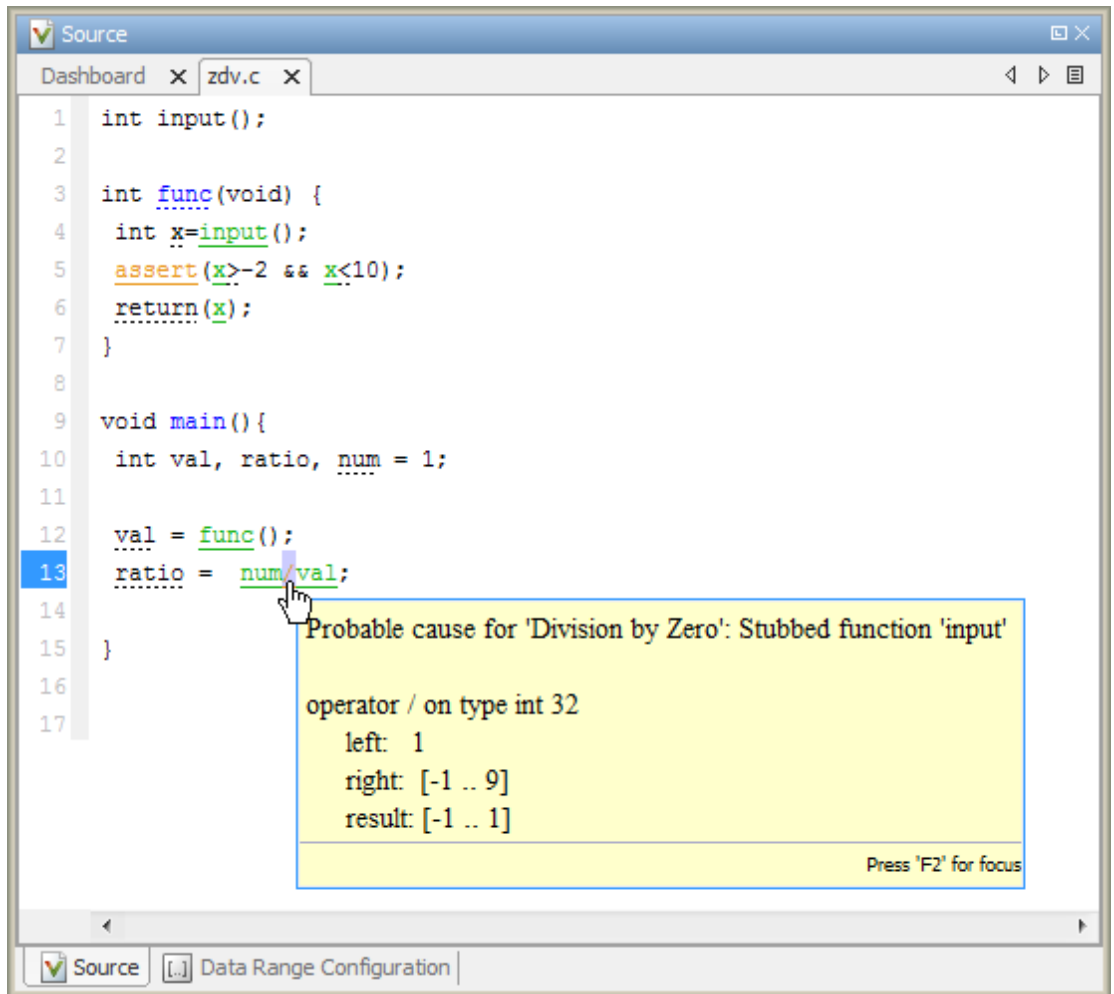 Source
Dashboard zdv.c
1 int input();
2
3 int func(void) {
4 int x=input();
5 assert(x>-2 && x<10);
6 return(x);
7 }
8
9 void main(){
10 int val, ratio, num = 1;
11
12 val = func();
13 ratio = num/val;
14
15 }
16
17
Probable cause for 'Division by Zero': Stubbed function 'input'
operator / on type int 32
left: 1
right: [-1 .. 9]
result: [-1 .. 1]
Press 'F2' for focus
Source [..] Data Range Configuration